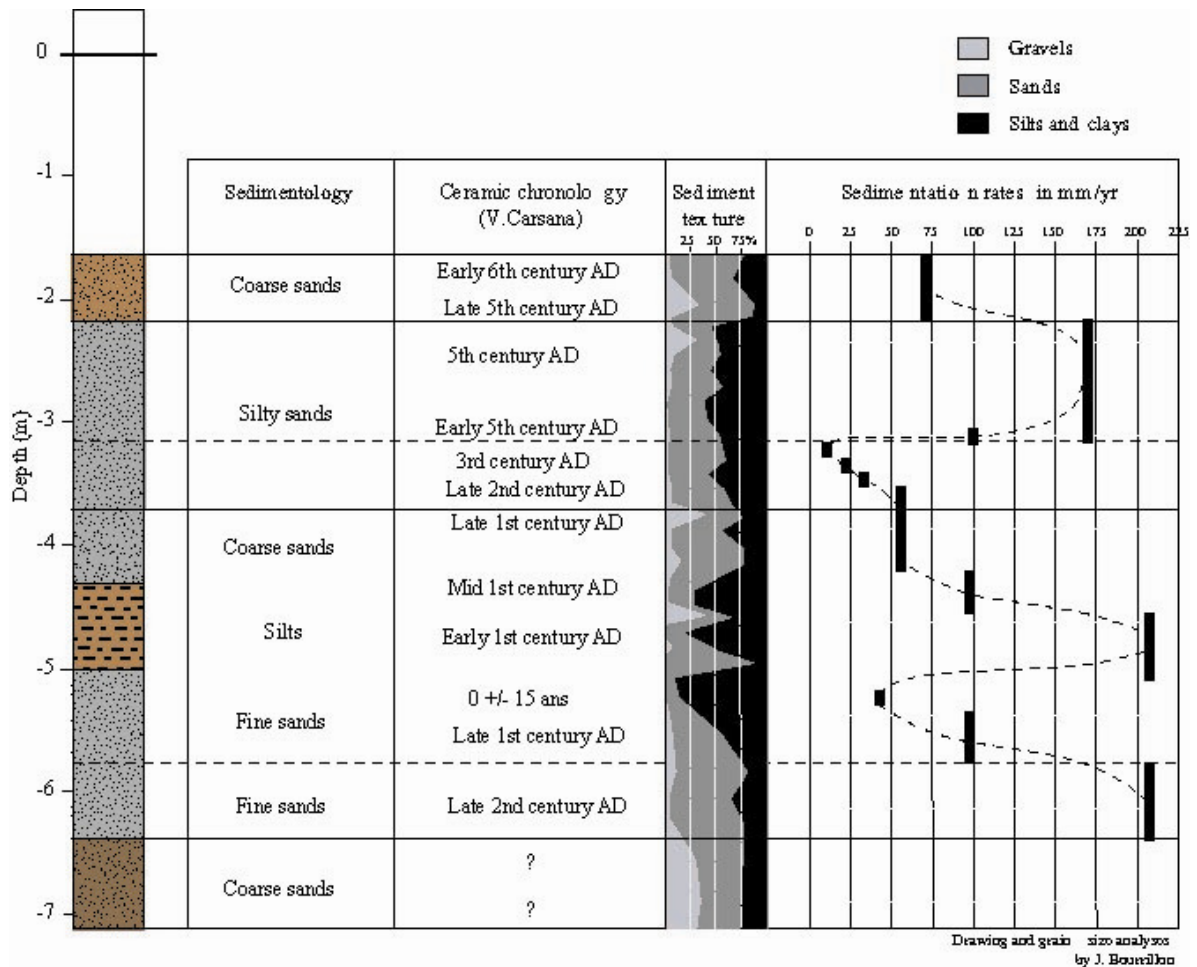 Gravels
Sands
Silts and clays
0
-1
-2
-3
-4
-5
-6
-7
Depth (m)
Sedimentology
Ceramic chronolo gy
(V.Carsana)
Sediment
tex ture
25 50 75%
Sedime ntatio n rates in mm/yr
0 25 50 75 100 125 150 175 200 225
Coarse sands
Early 6th century AD
Late 5th century AD
Silty sands
5th century AD
Early 5th century AD
3rd century AD
Late 2nd century AD
Coarse sands
Late 1st century AD
Mid 1st century AD
Silts
Early 1st century AD
Fine sands
0 +/- 15 ans
Late 1st century AD
Fine sands
Late 2nd century AD
Coarse sands
?
?
Drawing and grain size analyses
by J. Bourcillon